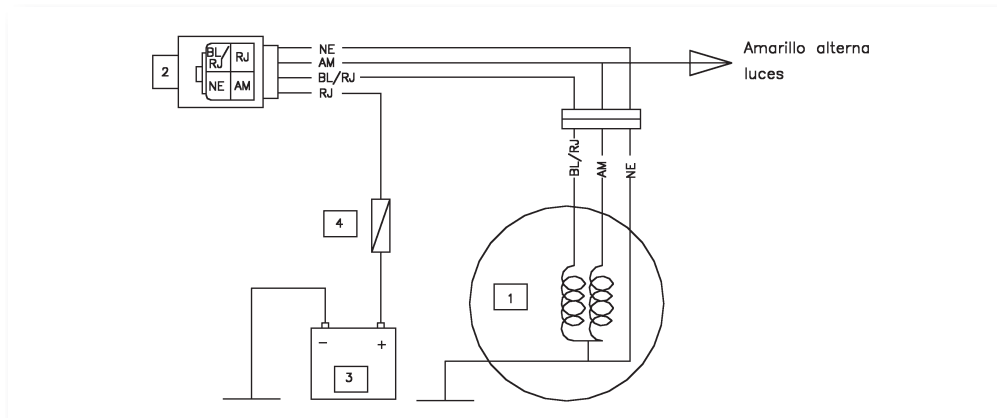 BL/ RJ
RJ
NE AM
2
NE
AM
BL/RJ
RJ
Amarillo alterna
luces
BL/RJ
AM
NE
4
1
- +
3